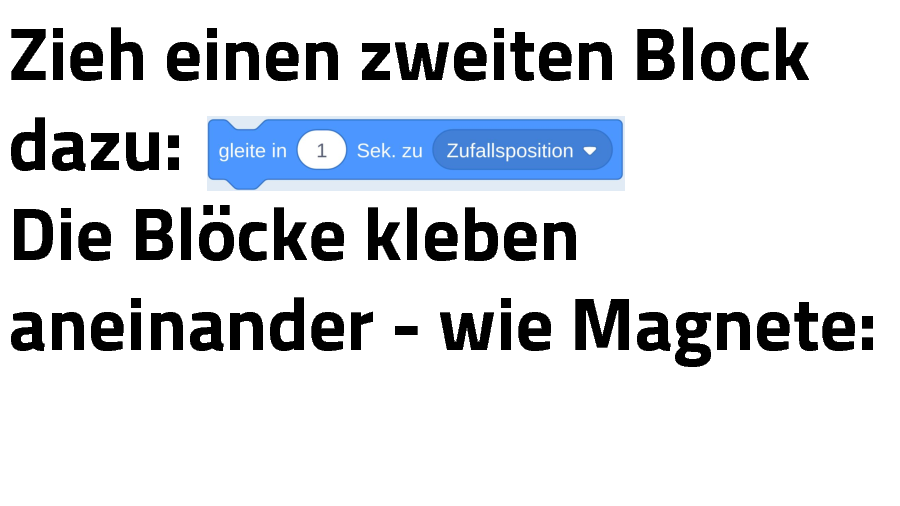 Zieh einen zweiten Block
dazu: gleite in 1 Sek. zu Zufallsposition
Die Blöcke kleben
aneinander - wie Magnete: